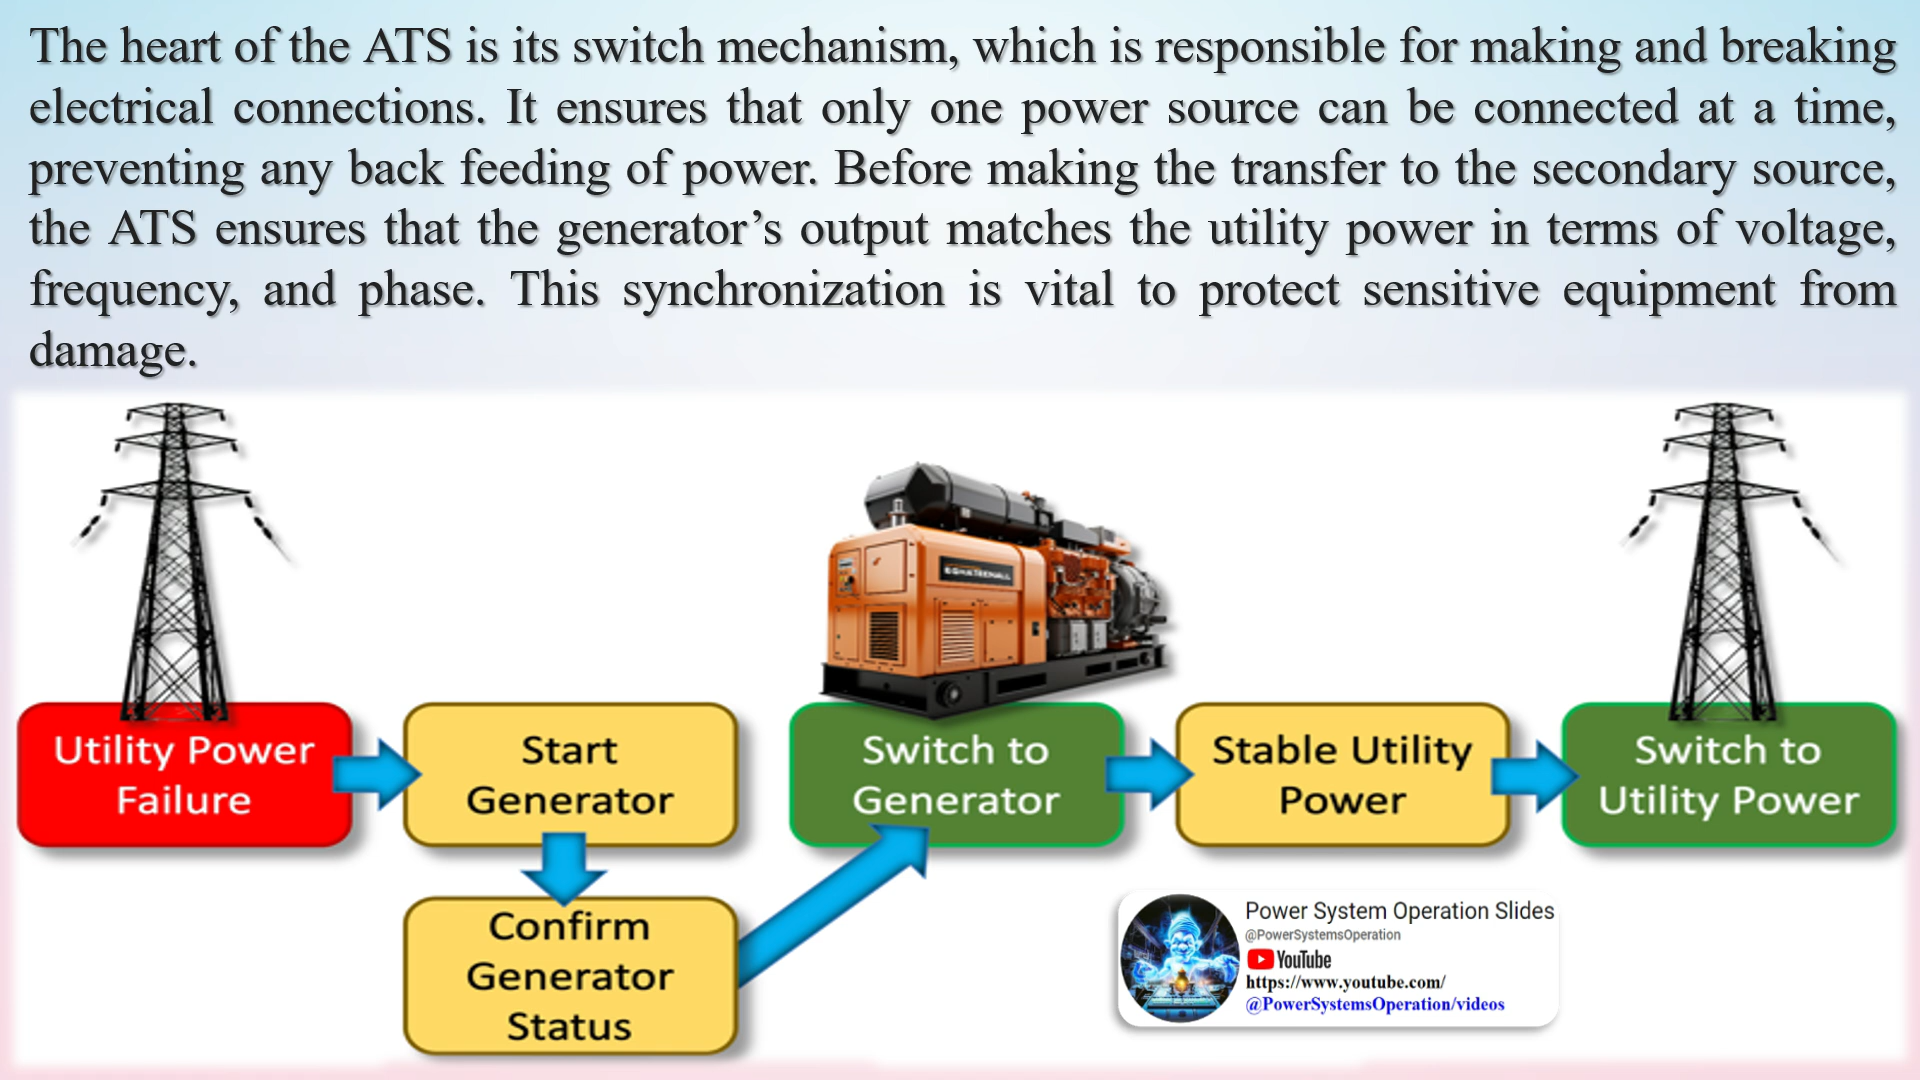 The heart of the ATS is its switch mechanism, which is responsible for making and breaking
electrical connections. It ensures that only one power source can be connected at a time,
preventing any back feeding of power. Before making the transfer to the secondary source,
the ATS ensures that the generator’s output matches the utility power in terms of voltage,
frequency, and phase. This synchronization is vital to protect sensitive equipment from
damage.
Utility Power
Failure
Start
Generator
Confirm
Generator
Status
Switch to
Generator
Stable Utility
Power
Switch to
Utility Power
Power System Operation Slides
@PowerSystemsOperation
YouTube
https://www.youtube.com/
@PowerSystemsOperation/videos